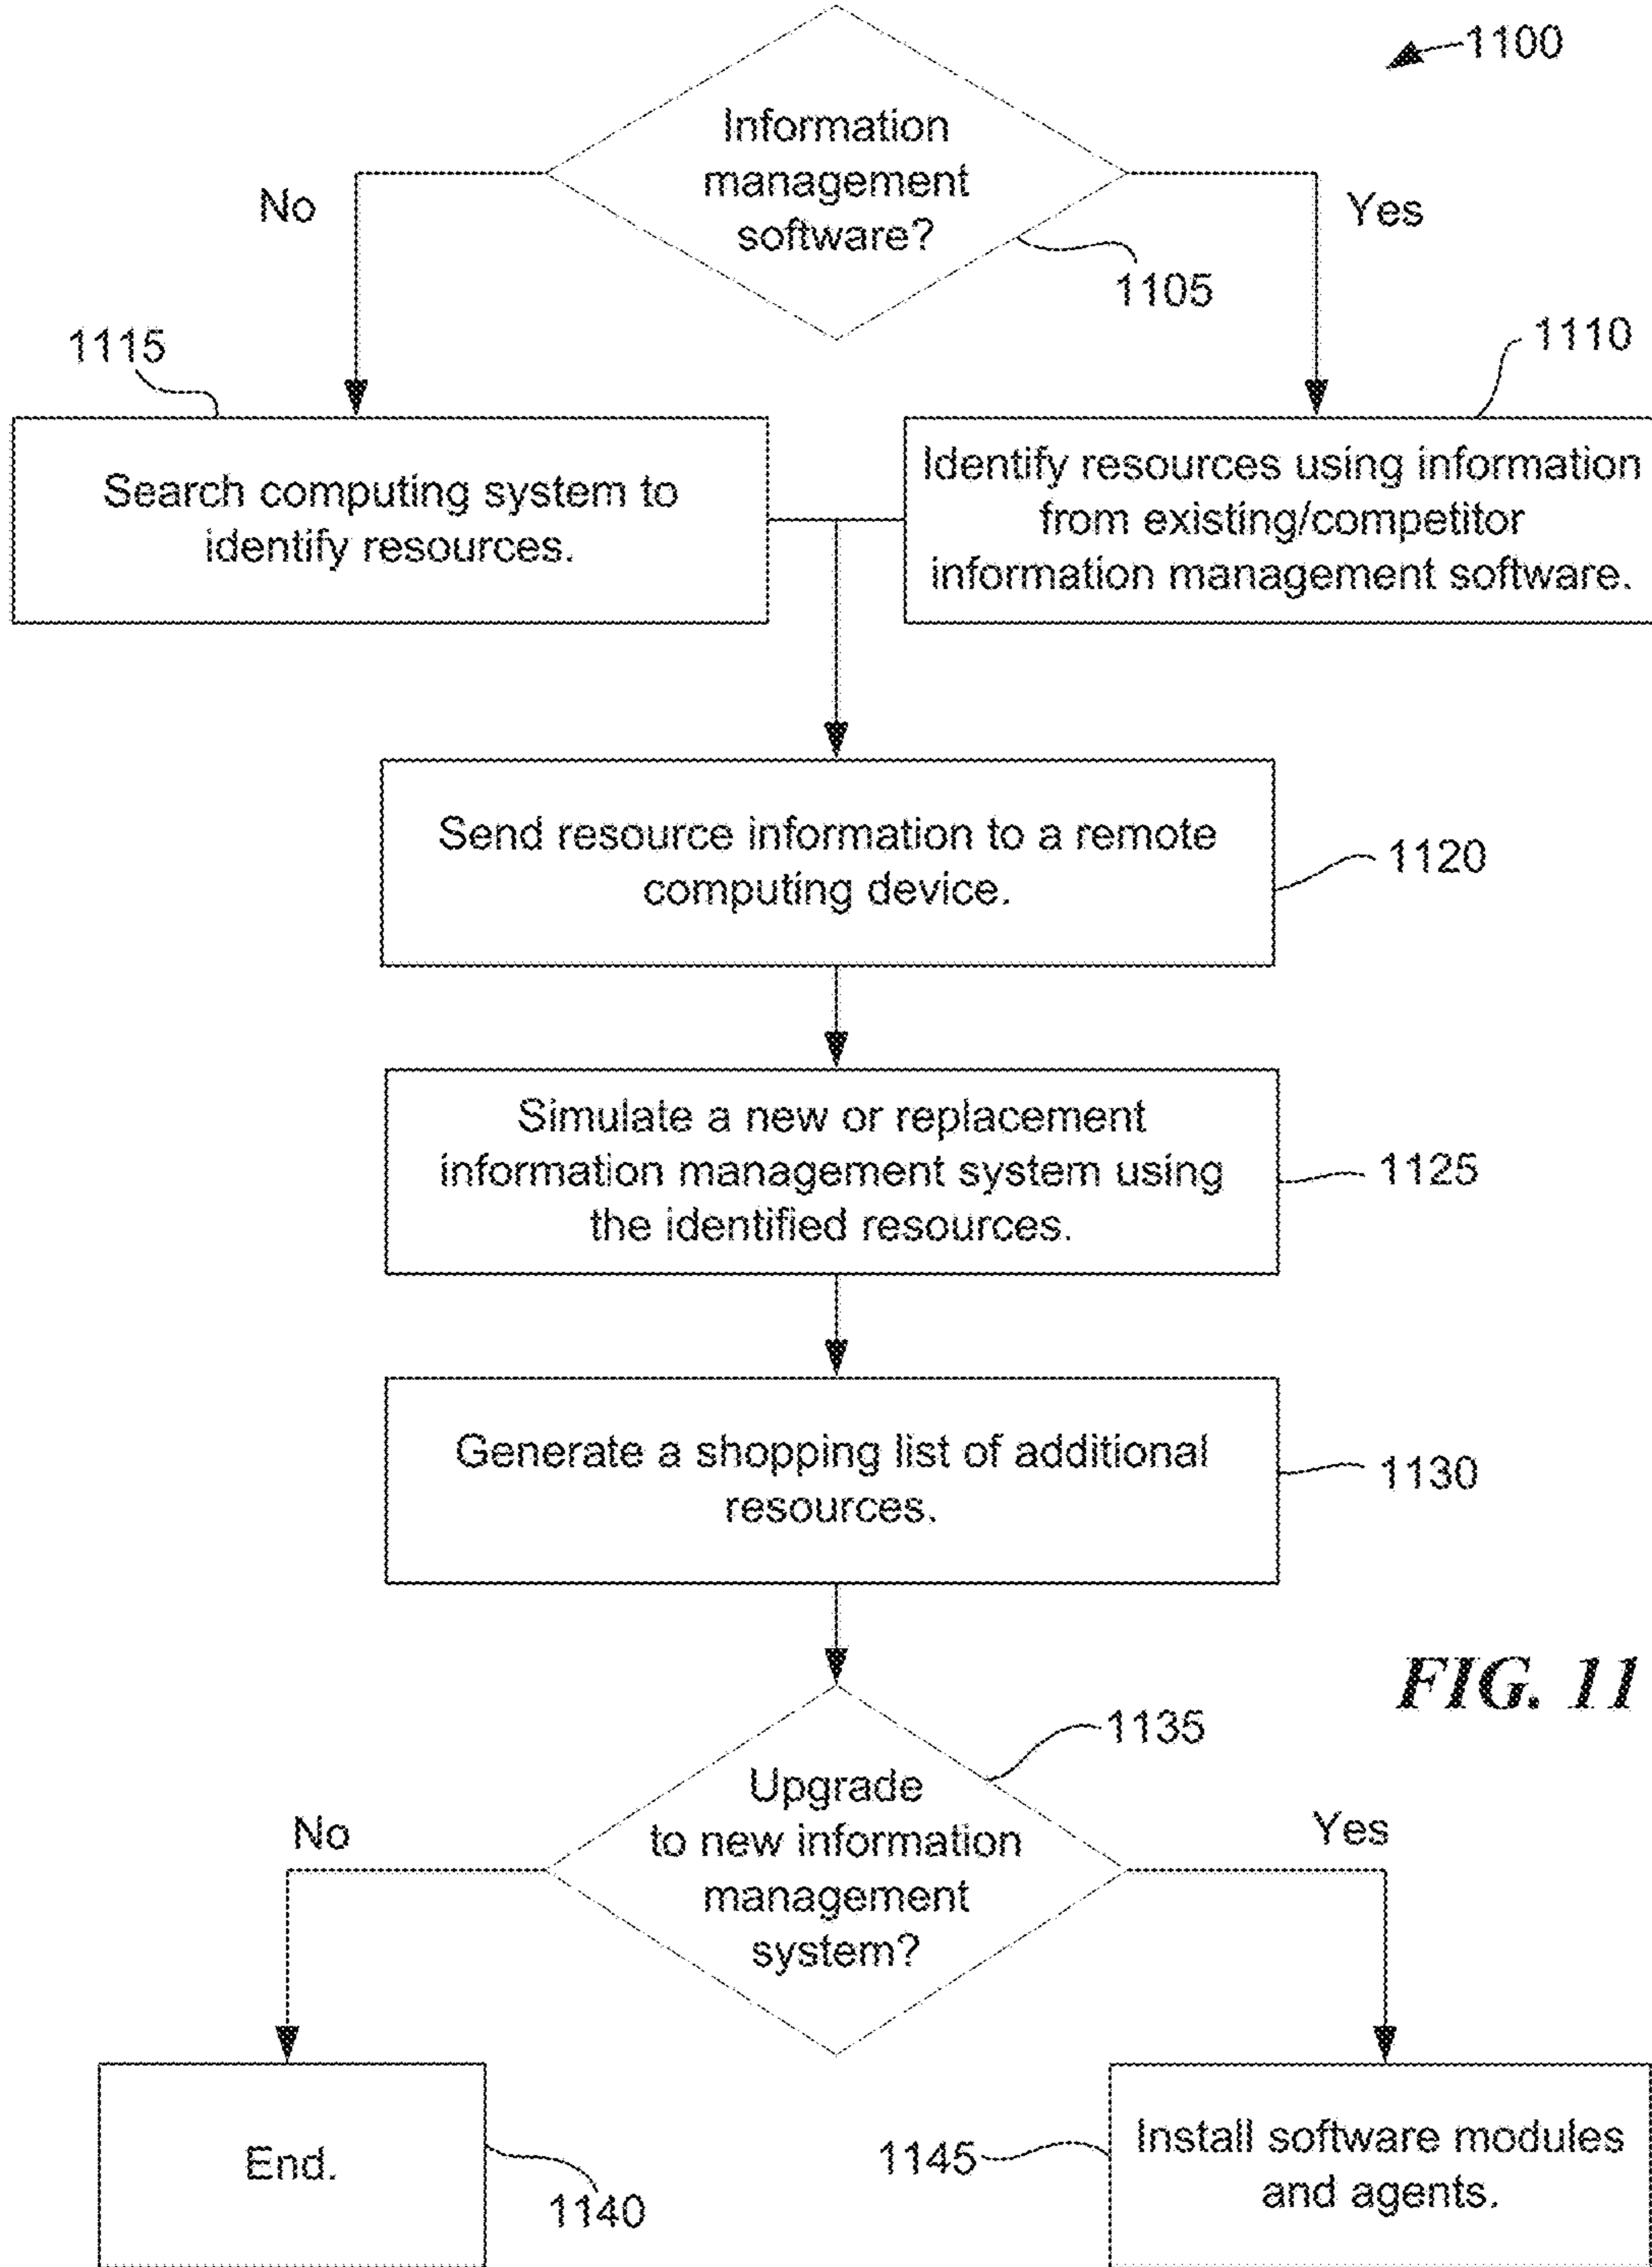 1100
Information
management
software?
No
Yes
1105
1115
1110
Search computing system to
identify resources.
Identify resources using information
from existing/competitor
information management software.
Send resource information to a remote
computing device.
1120
Simulate a new or replacement
information management system using
the identified resources.
1125
Generate a shopping list of additional
resources.
1130
FIG. 11
1135
Upgrade
to new information
management
system?
No
Yes
End.
1140
1145
Install software modules
and agents.